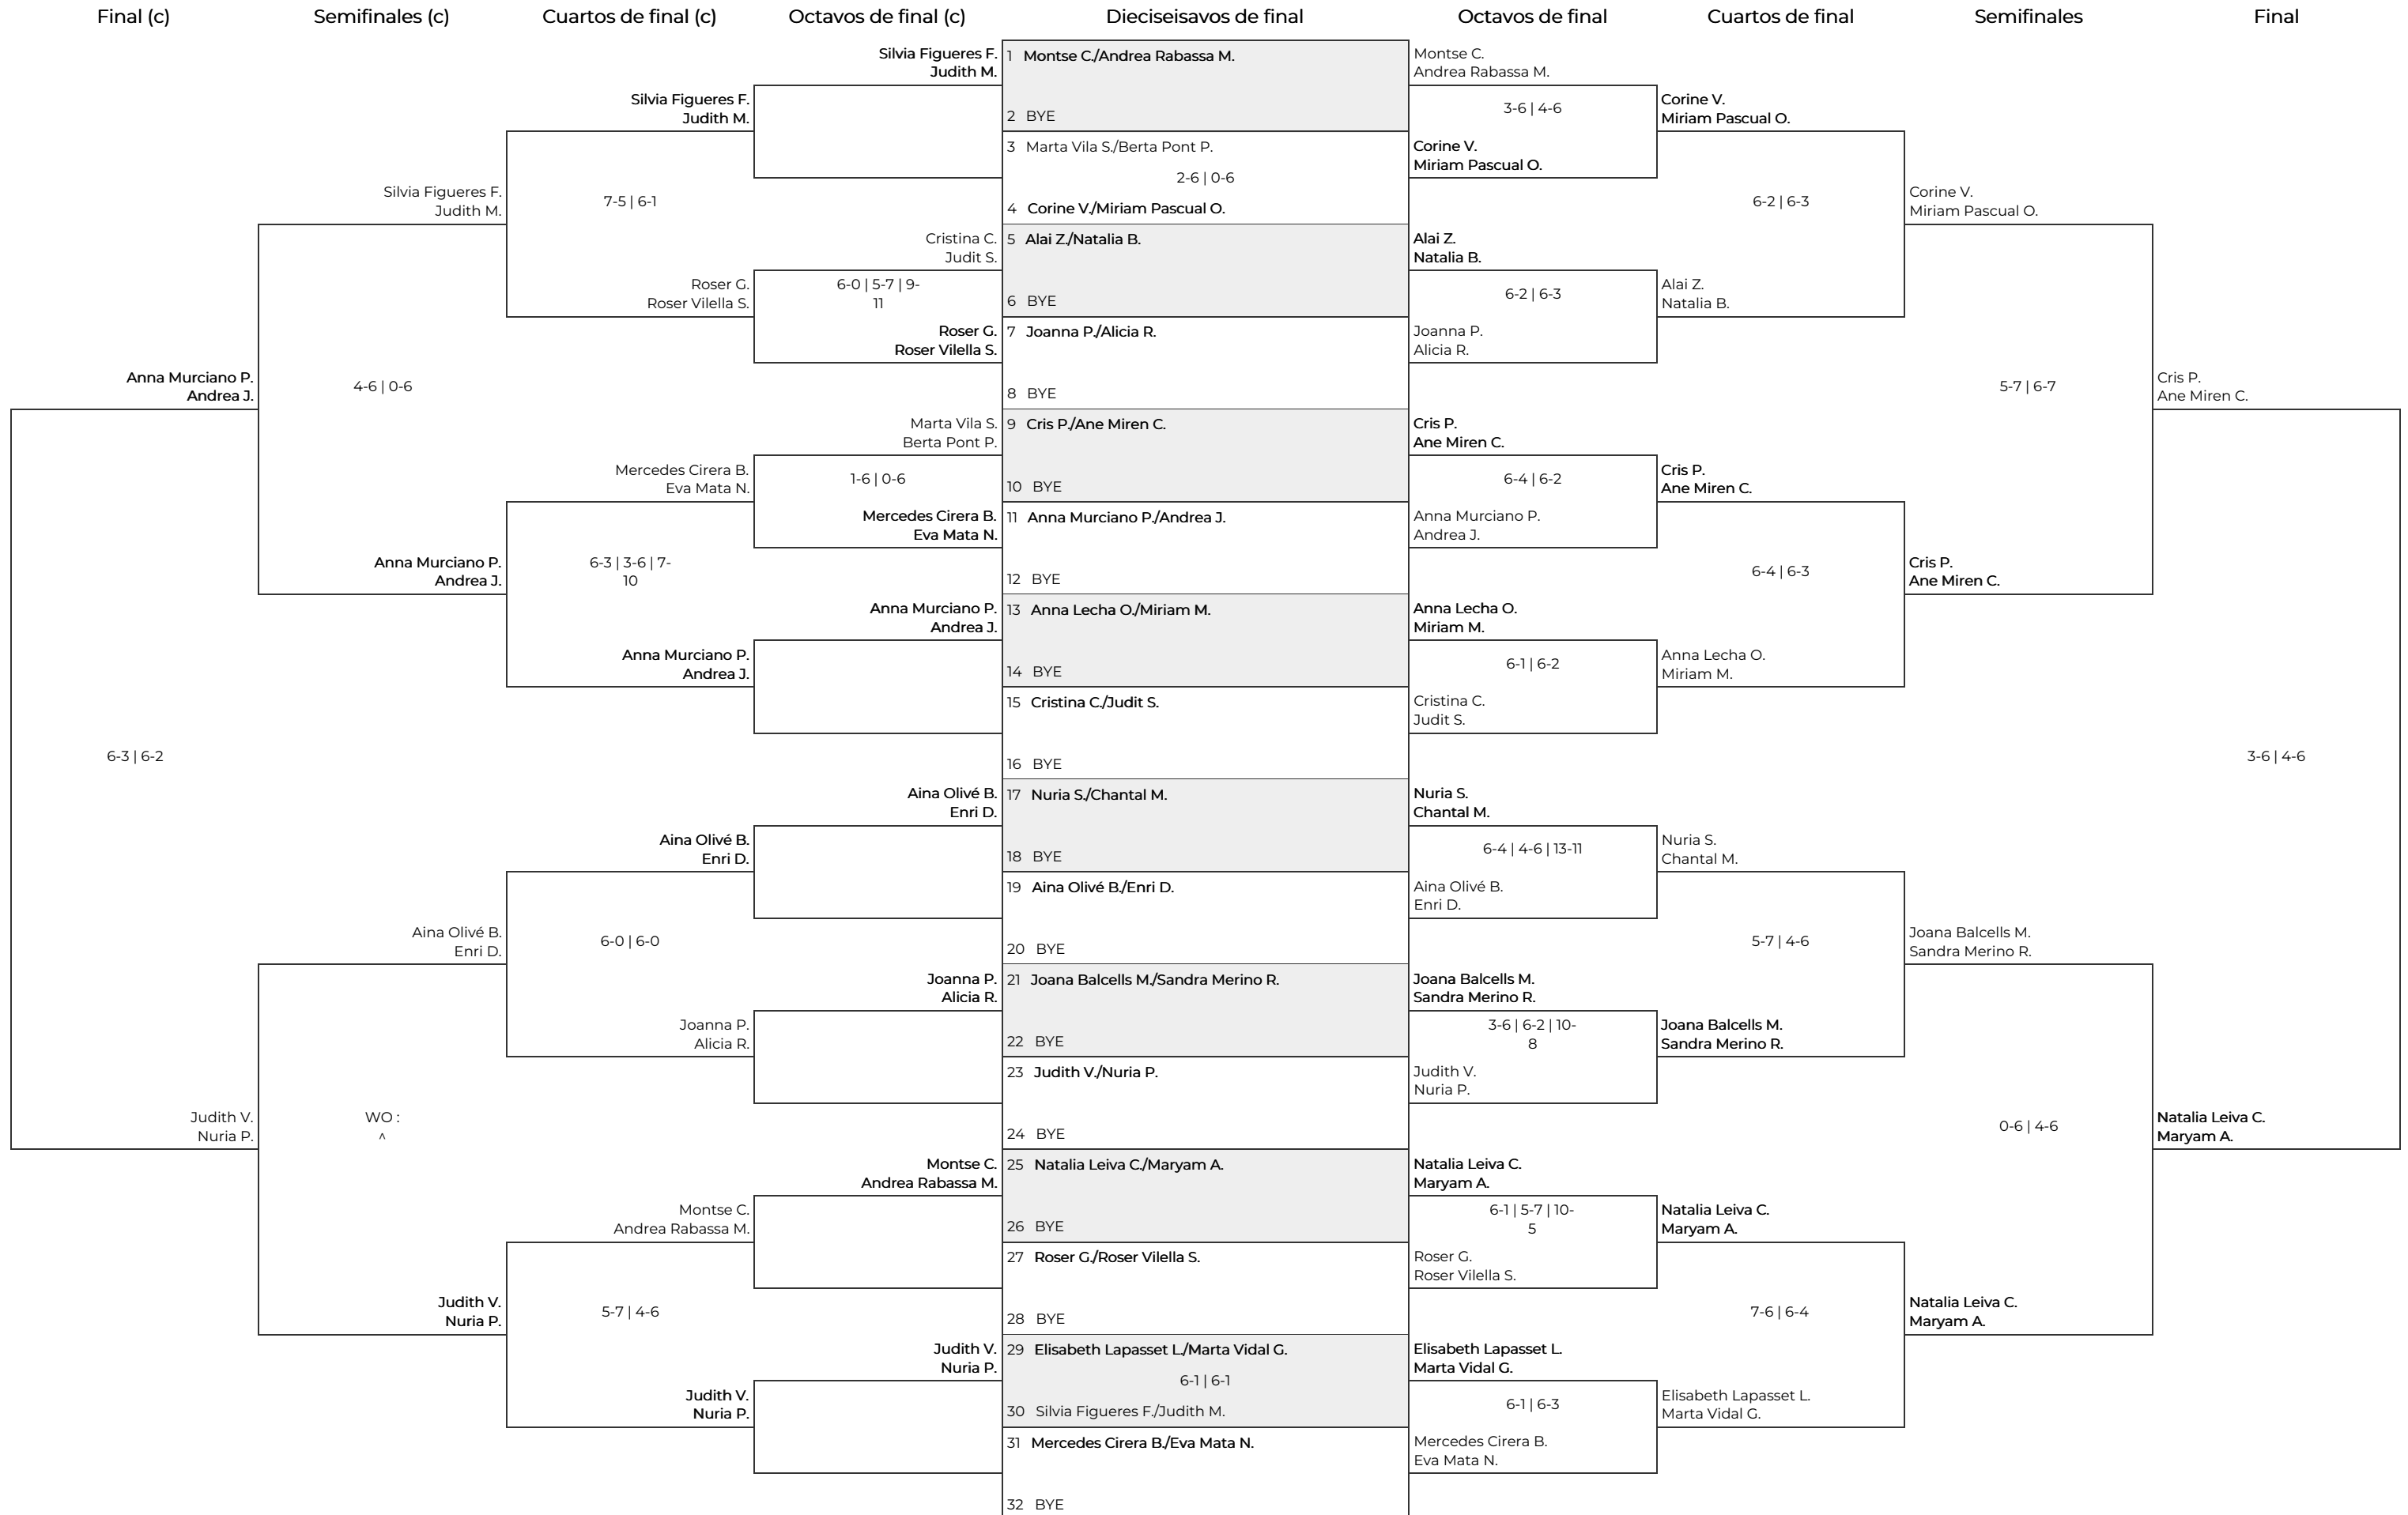 Final (c)
Semifinales (c)
Cuartos de final (c)
Octavos de final (c)
Dieciseisavos de final
Octavos de final
Cuartos de final
Semifinales
Final
Anna Murciano P.
Andrea J.
6-3 | 6-2
Judith V.
Nuria P.
Silvia Figueres F.
Judith M.
4-6 | 0-6
Anna Murciano P.
Andrea J.
Aina Olivé B.
Enri D.
WO :
^
Judith V.
Nuria P.
Silvia Figueres F.
Judith M.
7-5 | 6-1
Roser G.
Roser Vilella S.
Mercedes Cirera B.
Eva Mata N.
6-3 | 3-6 | 7-
10
Anna Murciano P.
Andrea J.
Aina Olivé B.
Enri D.
6-0 | 6-0
Joanna P.
Alicia R.
Montse C.
Andrea Rabassa M.
5-7 | 4-6
Judith V.
Nuria P.
Silvia Figueres F.
Judith M.
Cristina C.
Judit S.
6-0 | 5-7 | 9-
11
Roser G.
Roser Vilella S.
Marta Vila S.
Berta Pont P.
1-6 | 0-6
Mercedes Cirera B.
Eva Mata N.
Anna Murciano P.
Andrea J.
Aina Olivé B.
Enri D.
Joanna P.
Alicia R.
Montse C.
Andrea Rabassa M.
Judith V.
Nuria P.
1 Montse C./Andrea Rabassa M.
2 BYE
3 Marta Vila S./Berta Pont P.
2-6 | 0-6
4 Corine V./Miriam Pascual O.
5 Alai Z./Natalia B.
6 BYE
7 Joanna P./Alicia R.
8 BYE
9 Cris P./Ane Miren C.
10 BYE
11 Anna Murciano P./Andrea J.
12 BYE
13 Anna Lecha O./Miriam M.
14 BYE
15 Cristina C./Judit S.
16 BYE
17 Nuria S./Chantal M.
18 BYE
19 Aina Olivé B./Enri D.
20 BYE
21 Joana Balcells M./Sandra Merino R.
22 BYE
23 Judith V./Nuria P.
24 BYE
25 Natalia Leiva C./Maryam A.
26 BYE
27 Roser G./Roser Vilella S.
28 BYE
29 Elisabeth Lapasset L./Marta Vidal G.
6-1 | 6-1
30 Silvia Figueres F./Judith M.
31 Mercedes Cirera B./Eva Mata N.
32 BYE
Montse C.
Andrea Rabassa M.
3-6 | 4-6
Corine V.
Miriam Pascual O.
Alai Z.
Natalia B.
6-2 | 6-3
Joanna P.
Alicia R.
Cris P.
Ane Miren C.
6-4 | 6-2
Anna Murciano P.
Andrea J.
Anna Lecha O.
Miriam M.
6-1 | 6-2
Cristina C.
Judit S.
Nuria S.
Chantal M.
6-4 | 4-6 | 13-11
Aina Olivé B.
Enri D.
Joana Balcells M.
Sandra Merino R.
3-6 | 6-2 | 10-
8
Judith V.
Nuria P.
Natalia Leiva C.
Maryam A.
6-1 | 5-7 | 10-
5
Roser G.
Roser Vilella S.
Elisabeth Lapasset L.
Marta Vidal G.
6-1 | 6-3
Mercedes Cirera B.
Eva Mata N.
Corine V.
Miriam Pascual O.
6-2 | 6-3
Alai Z.
Natalia B.
Cris P.
Ane Miren C.
6-4 | 6-3
Anna Lecha O.
Miriam M.
Nuria S.
Chantal M.
5-7 | 4-6
Joana Balcells M.
Sandra Merino R.
Natalia Leiva C.
Maryam A.
7-6 | 6-4
Elisabeth Lapasset L.
Marta Vidal G.
Corine V.
Miriam Pascual O.
5-7 | 6-7
Cris P.
Ane Miren C.
Joana Balcells M.
Sandra Merino R.
0-6 | 4-6
Natalia Leiva C.
Maryam A.
Cris P.
Ane Miren C.
3-6 | 4-6
Natalia Leiva C.
Maryam A.